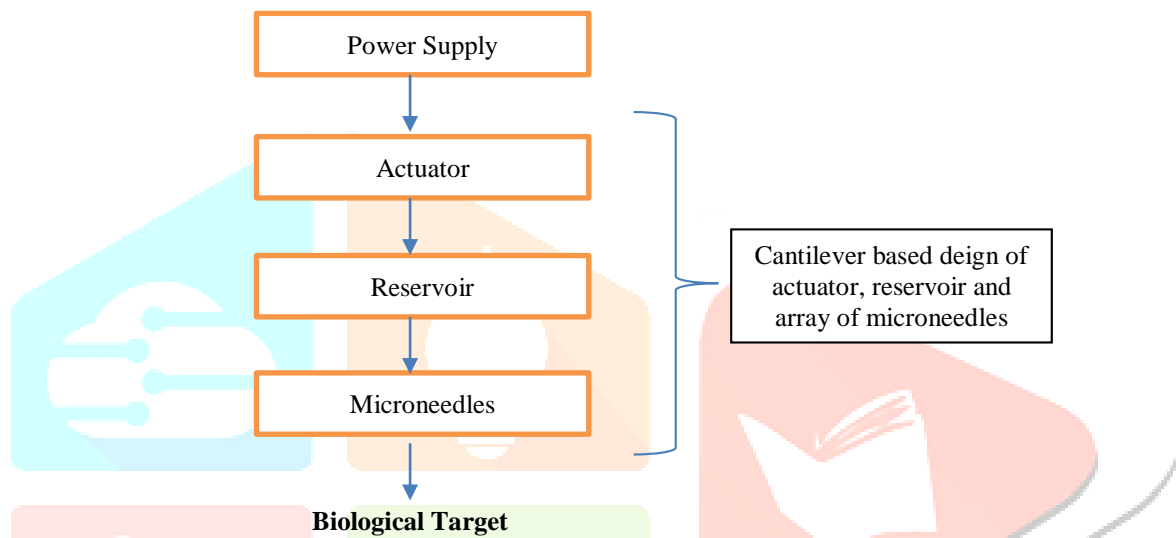 Power Supply
Actuator
Reservoir
Microneedles
Biological Target
Cantilever based deign of
actuator, reservoir and
array of microneedles